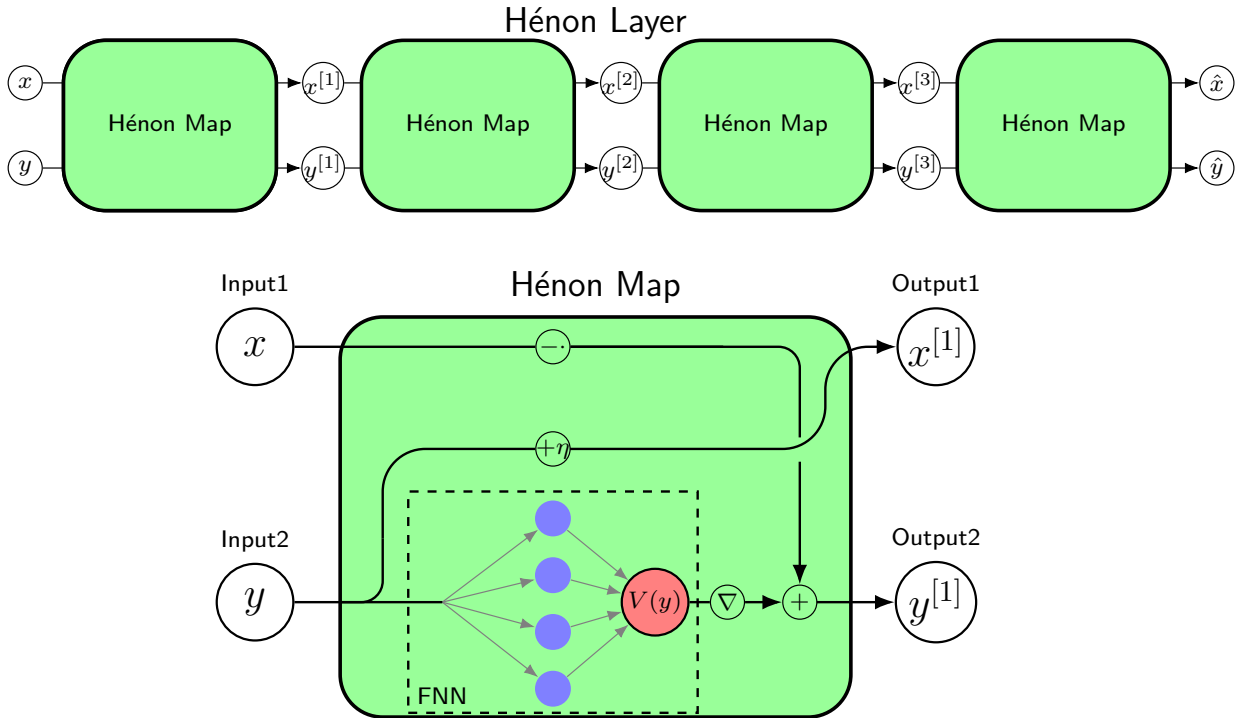 Hénon Layer
x x^{[1]} x^{[2]} x^{[3]} x̂
Hénon Map Hénon Map Hénon Map Hénon Map
y y^{[1]} y^{[2]} y^{[3]} ŷ
Input1 Hénon Map Output1
x −· x^{[1]}
+η
Input2 Output2
y V(y) ∇ + y^{[1]}
FNN